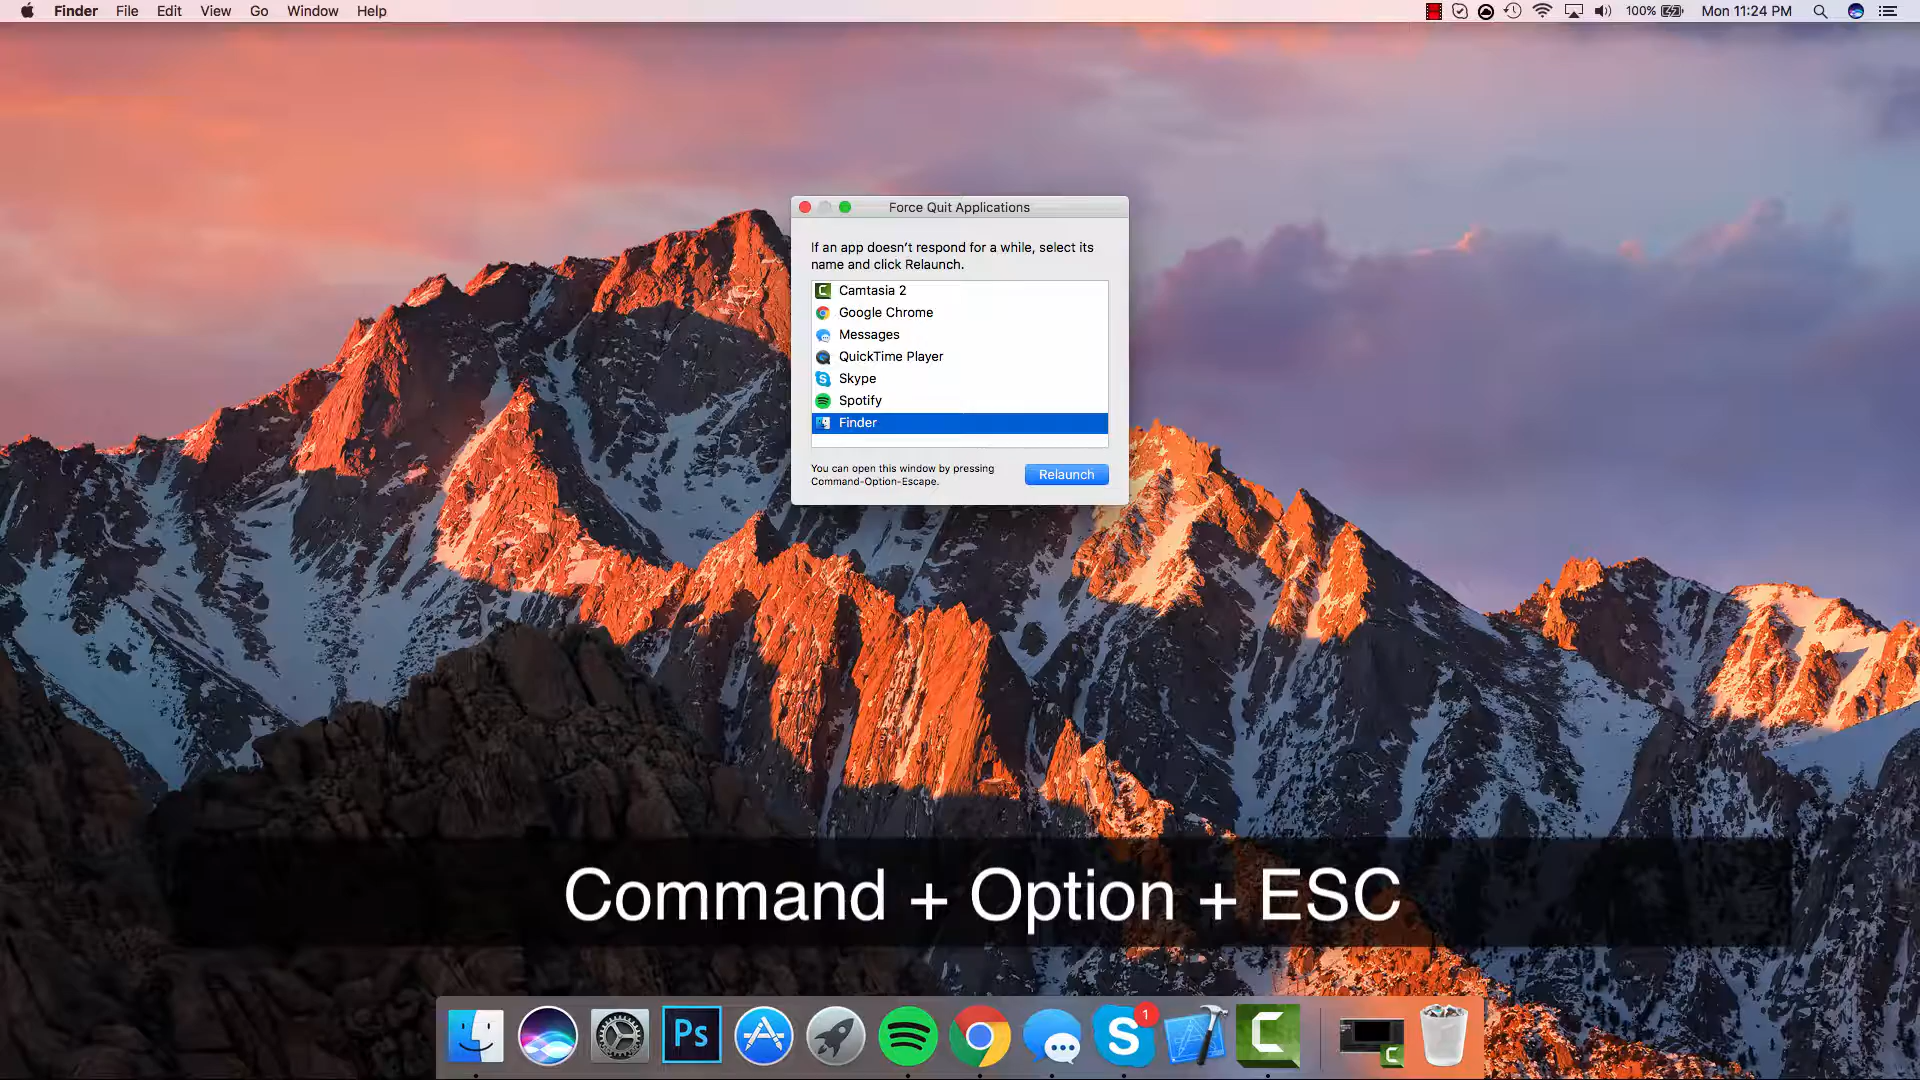 Finder File Edit View Go Window Help 100% Mon 11:24 PM
Force Quit Applications
If an app doesn't respond for a while, select its
name and click Relaunch.
Camtasia 2
Google Chrome
Messages
QuickTime Player
Skype
Spotify
Finder
You can open this window by pressing
Command-Option-Escape.
Relaunch
Command + Option + ESC
Ps
S
1
C
C